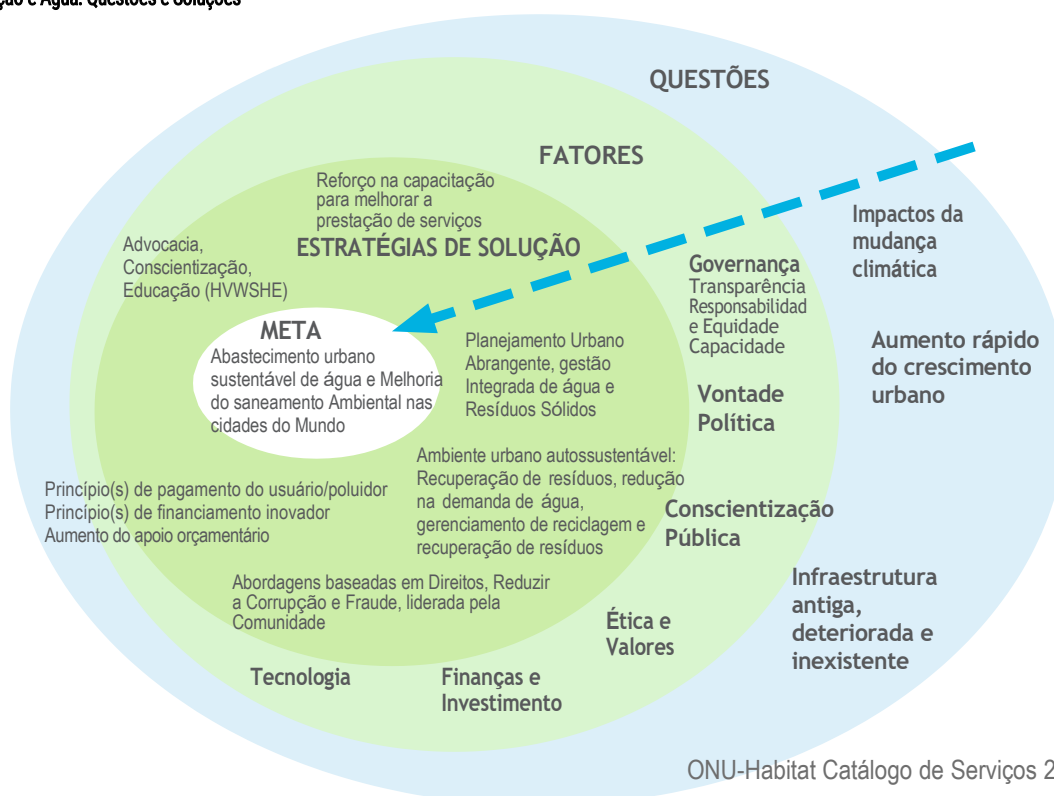 e Água: Questões e Soluções
QUESTÕES
FATORES
Reforço na capacitação
para melhorar a
prestação de serviços
ESTRATÉGIAS DE SOLUÇÃO
Advocacia,
Conscientização,
Educação (HVWSHE)
META
Abastecimento urbano
sustentável de água e Melhoria
do saneamento Ambiental nas
cidades do Mundo
Planejamento Urbano
Abrangente, gestão
Integrada de água e
Resíduos Sólidos
Governança
Transparência
Responsabilidad
e Equidade
Capacidade
Impactos da
mudança
climática
Aumento rápido
do crescimento
urbano
Vontade
Política
Ambiente urbano autossustentável:
Recuperação de resíduos, redução
na demanda de água,
gerenciamento de reciclagem e
recuperação de resíduos
Princípio(s) de pagamento do usuário/poluidor
Princípio(s) de financiamento inovador
Aumento do apoio orçamentário
Conscientização
Pública
Abordagens baseadas em Direitos, Reduzir
a Corrupção e Fraude, liderada pela
Comunidade
Infraestrutura
antiga,
deteriorada e
inexistente
Ética e
Valores
Tecnologia
Finanças e
Investimento
ONU-Habitat Catálogo de Serviços 2